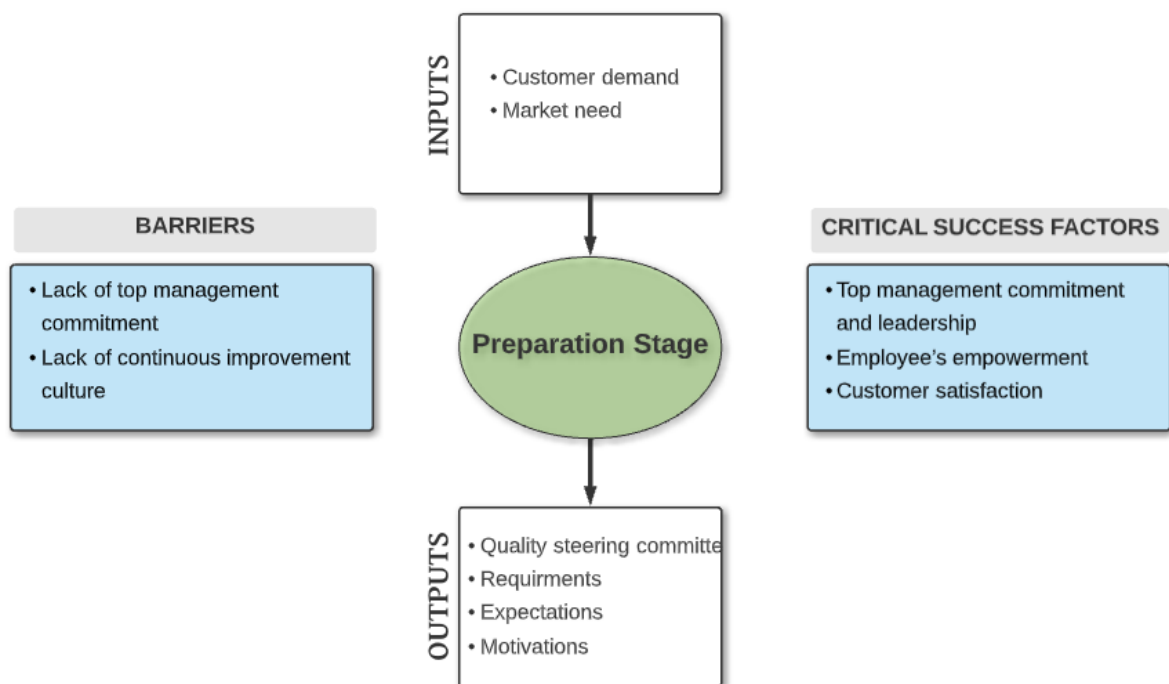 INPUTS
• Customer demand
• Market need
BARRIERS
• Lack of top management
commitment
• Lack of continuous improvement
culture
Preparation Stage
CRITICAL SUCCESS FACTORS
• Top management commitment
and leadership
• Employee’s empowerment
• Customer satisfaction
OUTPUTS
• Quality steering committe
• Requirments
• Expectations
• Motivations